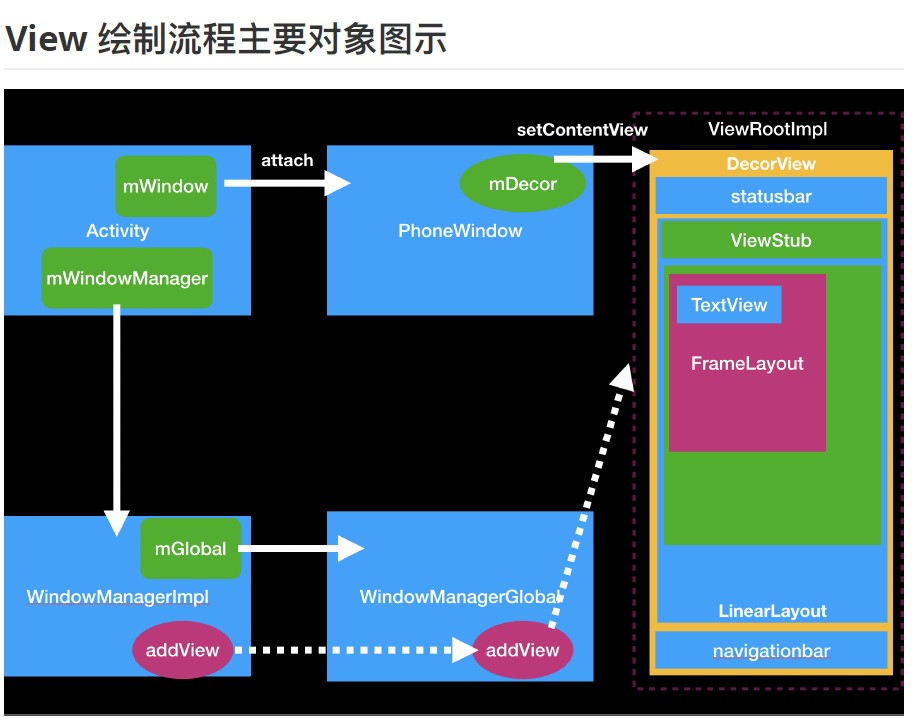 View 绘制流程主要对象图示
setContentView
ViewRootImpl
attach
DecorView
mWindow
mDecor
statusbar
Activity
PhoneWindow
ViewStub
mWindowManager
TextView
FrameLayout
mGlobal
WindowManagerImpl
WindowManagerGlobal
LinearLayout
addView
addView
navigationbar